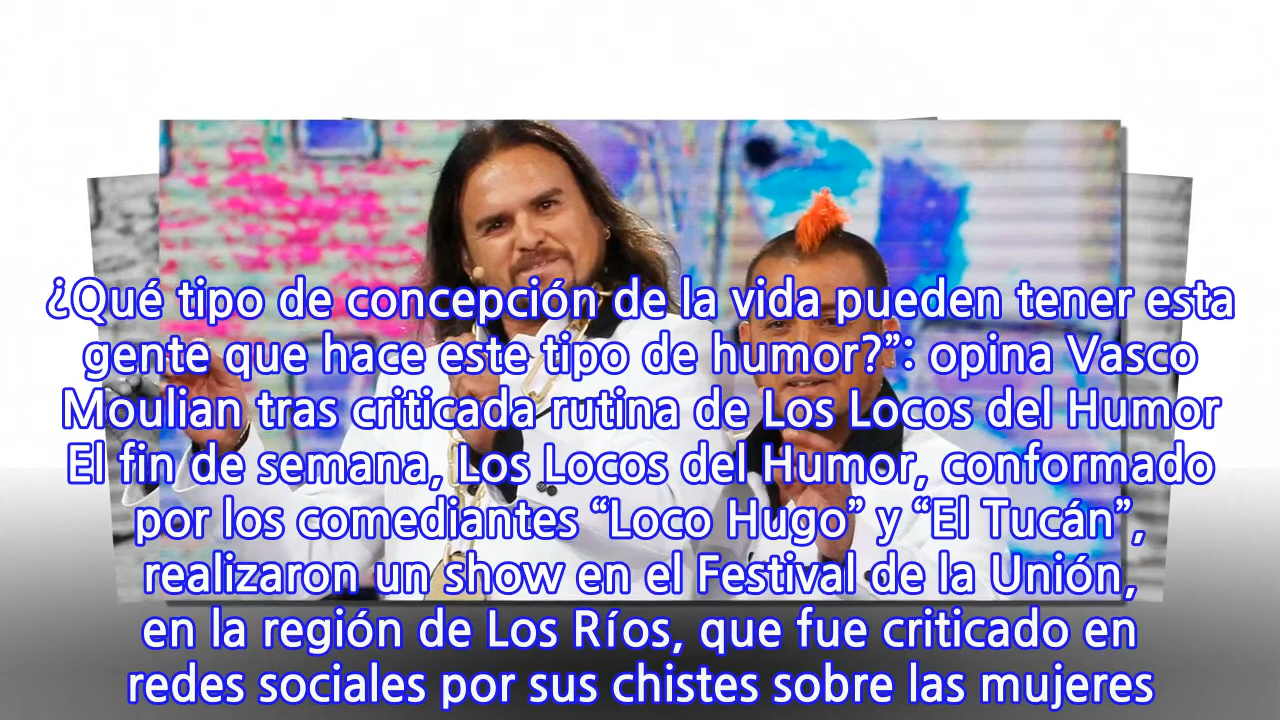 ¿Qué tipo de concepción de la vida pueden tener esta
gente que hace este tipo de humor?”: opina Vasco
Moulian tras criticada rutina de Los Locos del Humor
El fin de semana, Los Locos del Humor, conformado
por los comediantes “Loco Hugo” y “El Tucán”,
realizaron un show en el Festival de la Unión,
en la región de Los Ríos, que fue criticado en
redes sociales por sus chistes sobre las mujeres